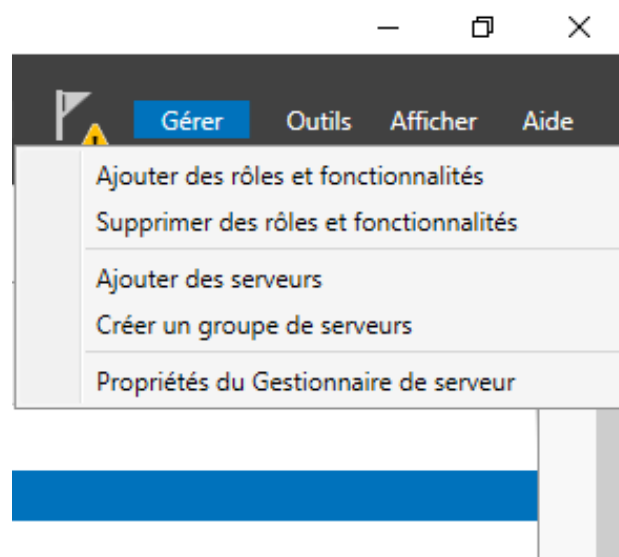 Gérer Outils Afficher Aide
Ajouter des rôles et fonctionnalités
Supprimer des rôles et fonctionnalités
Ajouter des serveurs
Créer un groupe de serveurs
Propriétés du Gestionnaire de serveur